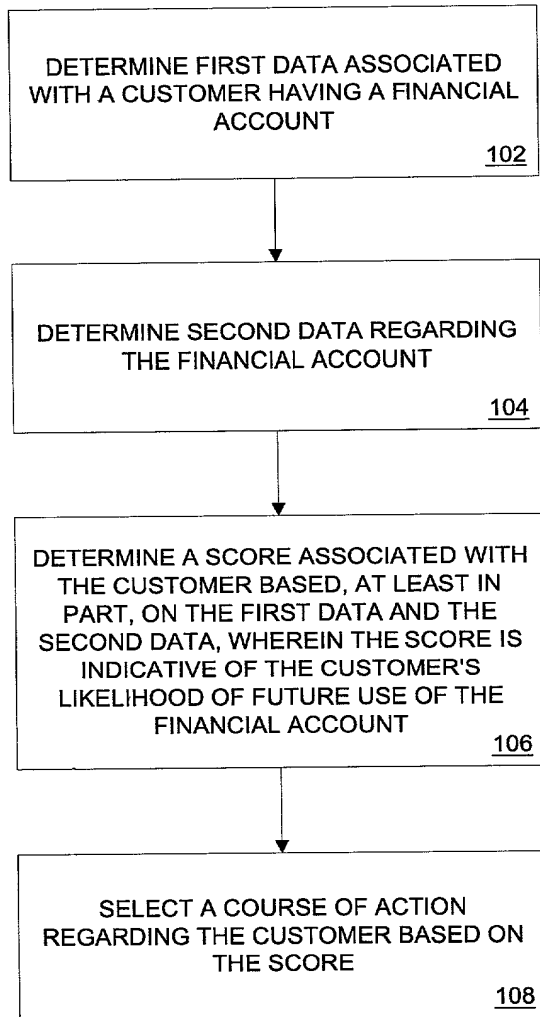 DETERMINE FIRST DATA ASSOCIATED
WITH A CUSTOMER HAVING A FINANCIAL
ACCOUNT
102
DETERMINE SECOND DATA REGARDING
THE FINANCIAL ACCOUNT
104
DETERMINE A SCORE ASSOCIATED WITH
THE CUSTOMER BASED, AT LEAST IN
PART, ON THE FIRST DATA AND THE
SECOND DATA, WHEREIN THE SCORE IS
INDICATIVE OF THE CUSTOMER'S
LIKELIHOOD OF FUTURE USE OF THE
FINANCIAL ACCOUNT
106
SELECT A COURSE OF ACTION
REGARDING THE CUSTOMER BASED ON
THE SCORE
108